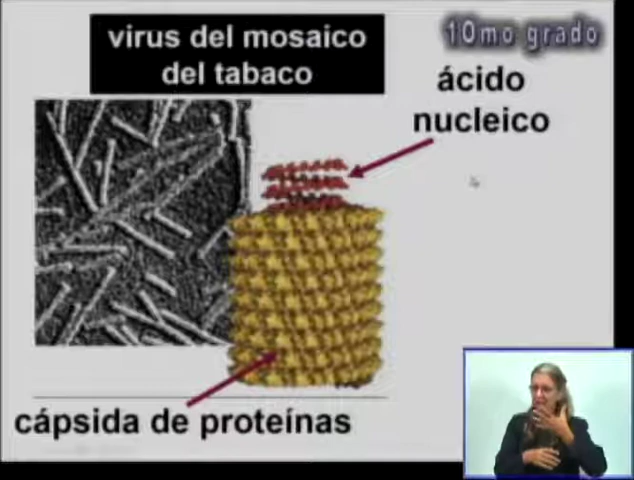 virus del mosaico
del tabaco
10mo grado
ácido
nucleico
cápsida de proteínas